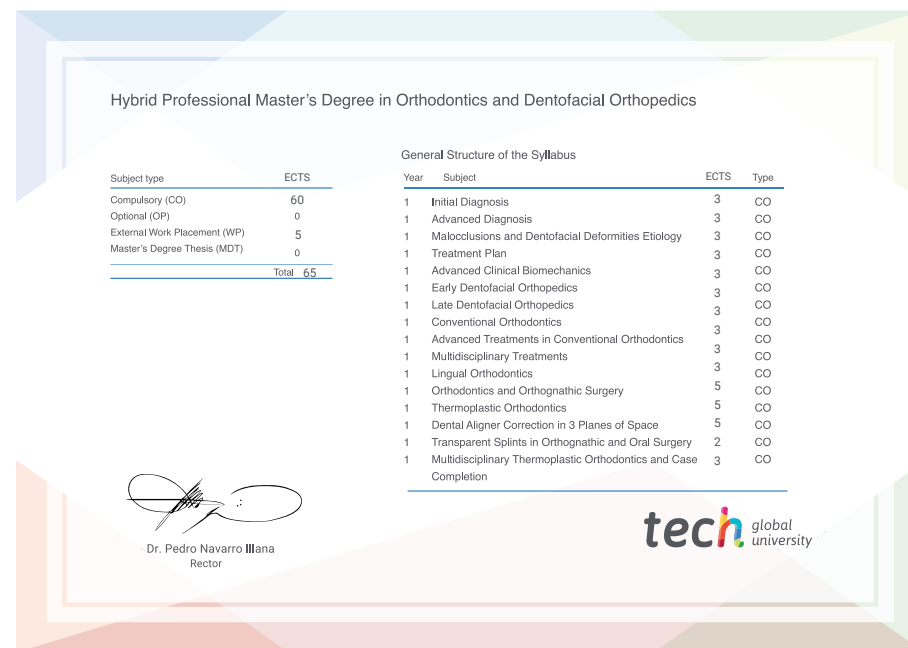 Hybrid Professional Master's Degree in Orthodontics and Dentofacial Orthopedics
Subject type ECTS
Compulsory (CO) 60
Optional (OP) 0
External Work Placement (WP) 5
Master's Degree Thesis (MDT) 0
Total 65
General Structure of the Syllabus
Year Subject ECTS Type
1 Initial Diagnosis 3 CO
1 Advanced Diagnosis 3 CO
1 Malocclusions and Dentofacial Deformities Etiology 3 CO
1 Treatment Plan 3 CO
1 Advanced Clinical Biomechanics 3 CO
1 Early Dentofacial Orthopedics 3 CO
1 Late Dentofacial Orthopedics 3 CO
1 Conventional Orthodontics 3 CO
1 Advanced Treatments in Conventional Orthodontics 3 CO
1 Multidisciplinary Treatments 3 CO
1 Lingual Orthodontics 5 CO
1 Orthodontics and Orthognathic Surgery 5 CO
1 Thermoplastic Orthodontics 5 CO
1 Dental Aligner Correction in 3 Planes of Space 2 CO
1 Transparent Splints in Orthognathic and Oral Surgery 3 CO
1 Multidisciplinary Thermoplastic Orthodontics and Case CO
Completion
Dr. Pedro Navarro Illana
Rector
tech global
university